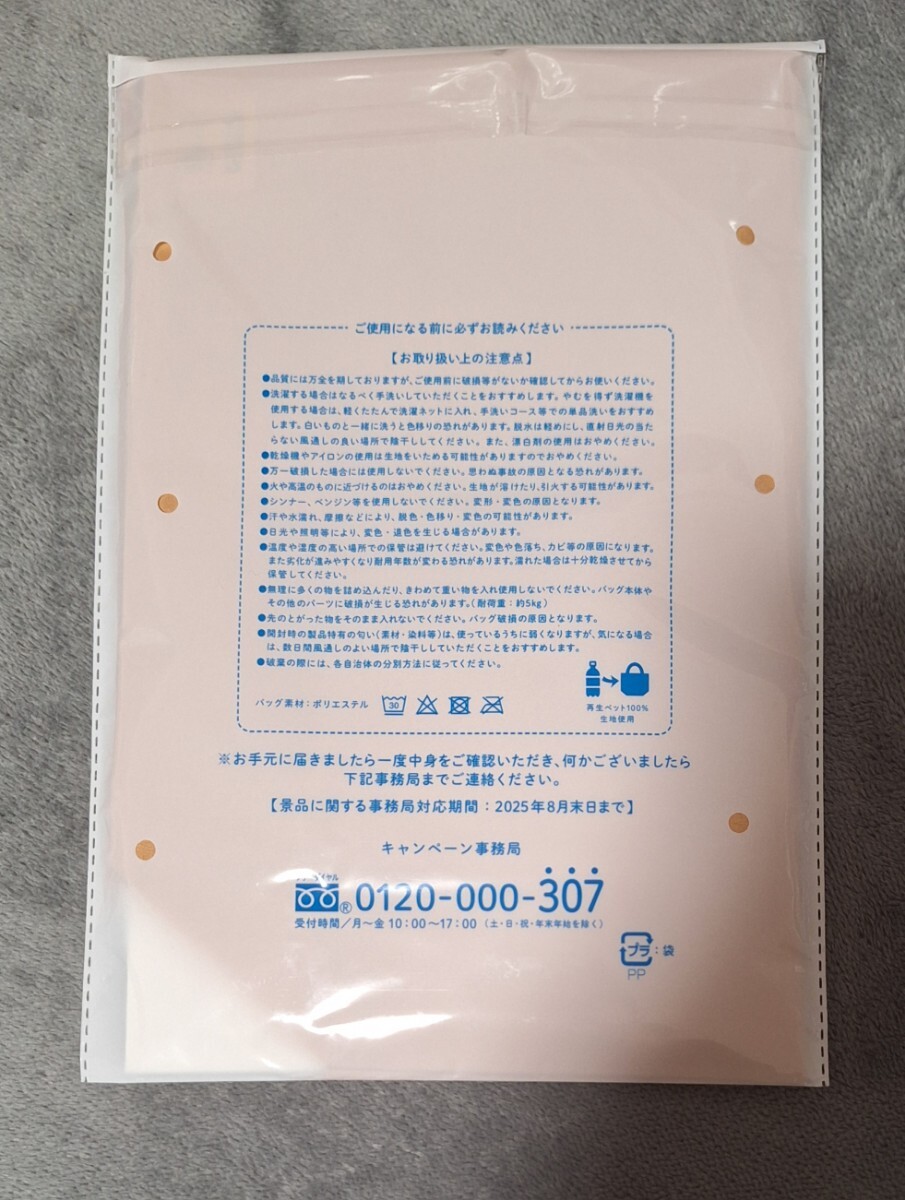 ご使用になる前に必ずお読みください
【お取り扱い上の注意点】
●品質には万全を期しておりますが、ご使用前に破損等がないか確認してからお使いください。
●洗濯する場合はなるべく手洗いしていただくことをおすすめします。やむを得ず洗濯機を
使用する場合は、軽くたたんで洗濯ネットに入れ、手洗いコース等での単品洗いをおすすめ
します。白いものと一緒に洗うと色移りの恐れがあります。脱水は軽めにし、直射日光の当た
らない風通しの良い場所で陰干ししてください。また、漂白剤の使用はおやめください。
●乾燥機やアイロンの使用は生地をいためる可能性がありますのでおやめください。
●万一破損した場合には使用しないでください。思わぬ事故の原因となる恐れがあります。
●火や高温のものに近づけるのはおやめください。生地が溶けたり、引火する可能性があります。
●シンナー、ベンジン等を使用しないでください。変形・変色の原因となります。
●汗や水濡れ、摩擦などにより、脱色・色移り・変色の可能性があります。
●日光や照明等により、変色・退色を生じる場合があります。
●温度や湿度の高い場所での保管は避けてください。変色や色落ち、カビ等の原因になります。
また劣化が進みやすくなり耐用年数が変わる恐れがあります。濡れた場合は十分乾燥させてから
保管してください。
●無理に多くの物を詰め込んだり、きわめて重い物を入れ使用しないでください。バッグ本体や
その他のパーツに破損が生じる恐れがあります。(耐荷重:約5kg)
●先のとがった物をそのまま入れないでください。バッグ破損の原因となります。
●開封時の製品特有の匂い(素材・染料等)は、使っているうちに弱くなりますが、気になる場合
は、数日間風通しのよい場所で陰干ししていただくことをおすすめします。
●破棄の際には、各自治体の分別方法に従ってください。
バッグ素材:ポリエステル
30
再生ペット100%
生地使用
※お手元に届きましたら一度中身をご確認いただき、何かございましたら
下記事務局までご連絡ください。
【景品に関する事務局対応期間:2025年8月末日まで】
キャンペーン事務局
フリーダイヤル
®0120-000-307
受付時間/月〜金 10:00〜17:00 (土・日・祝・年末年始を除く)
プラ:袋
PP